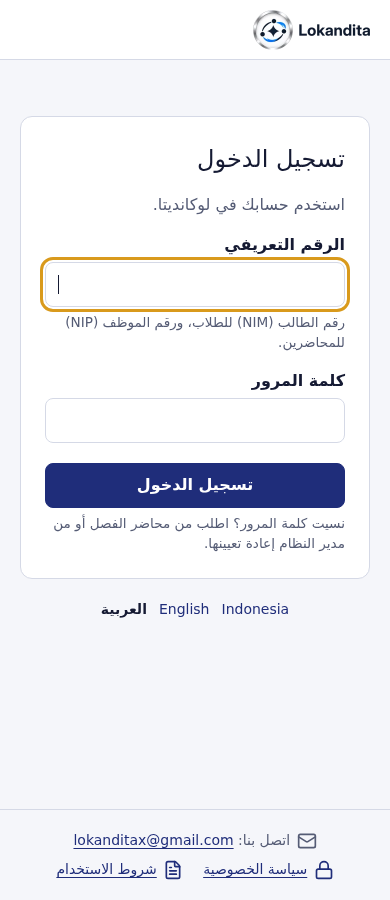 Lokandita
تسجيل الدخول
استخدم حسابك في لوكانديتا.
الرقم التعريفي
رقم الطالب (NIM) للطلاب، ورقم الموظف (NIP)
للمحاضرين.
كلمة المرور
تسجيل الدخول
نسيت كلمة المرور؟ اطلب من محاضر الفصل أو من
مدير النظام إعادة تعيينها.
العربية English Indonesia
اتصل بنا: lokanditax@gmail.com
سياسة الخصوصية شروط الاستخدام